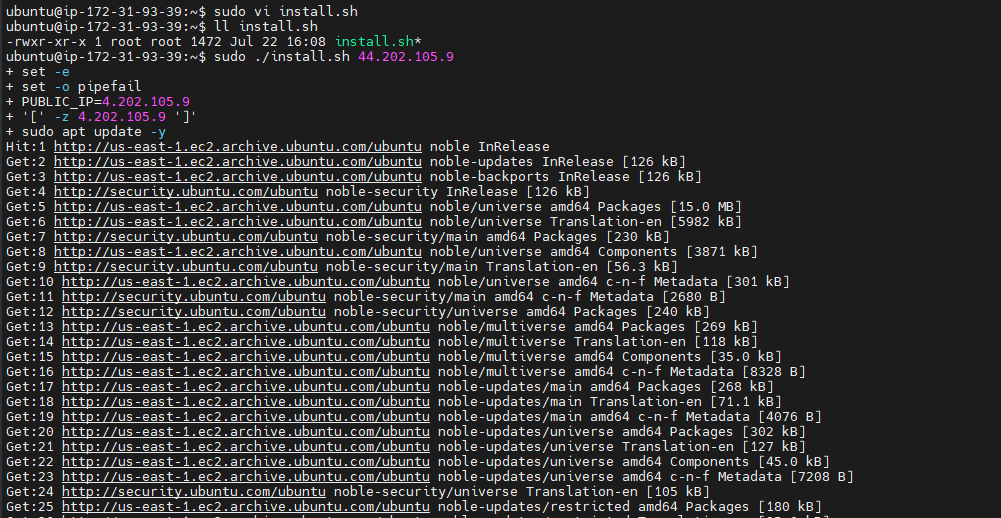 ubuntu@ip-172-31-93-39:~$ sudo vi install.sh
ubuntu@ip-172-31-93-39:~$ ll install.sh
-rwxr-xr-x 1 root root 1472 Jul 22 16:08 install.sh*
ubuntu@ip-172-31-93-39:~$ sudo ./install.sh 44.202.105.9
+ set -e
+ set -o pipefail
+ PUBLIC_IP=4.202.105.9
+ '[' -z 4.202.105.9 ']'
+ sudo apt update -y
Hit:1 http://us-east-1.ec2.archive.ubuntu.com/ubuntu noble InRelease
Get:2 http://us-east-1.ec2.archive.ubuntu.com/ubuntu noble-updates InRelease [126 kB]
Get:3 http://us-east-1.ec2.archive.ubuntu.com/ubuntu noble-backports InRelease [126 kB]
Get:4 http://security.ubuntu.com/ubuntu noble-security InRelease [126 kB]
Get:5 http://us-east-1.ec2.archive.ubuntu.com/ubuntu noble/universe amd64 Packages [15.0 MB]
Get:6 http://us-east-1.ec2.archive.ubuntu.com/ubuntu noble/universe Translation-en [5982 kB]
Get:7 http://security.ubuntu.com/ubuntu noble-security/main amd64 Packages [230 kB]
Get:8 http://us-east-1.ec2.archive.ubuntu.com/ubuntu noble/universe amd64 Components [3871 kB]
Get:9 http://security.ubuntu.com/ubuntu noble-security/main Translation-en [56.3 kB]
Get:10 http://us-east-1.ec2.archive.ubuntu.com/ubuntu noble/universe amd64 c-n-f Metadata [301 kB]
Get:11 http://security.ubuntu.com/ubuntu noble-security/main amd64 c-n-f Metadata [2680 B]
Get:12 http://security.ubuntu.com/ubuntu noble-security/universe amd64 Packages [240 kB]
Get:13 http://us-east-1.ec2.archive.ubuntu.com/ubuntu noble/multiverse amd64 Packages [269 kB]
Get:14 http://us-east-1.ec2.archive.ubuntu.com/ubuntu noble/multiverse Translation-en [118 kB]
Get:15 http://us-east-1.ec2.archive.ubuntu.com/ubuntu noble/multiverse amd64 Components [35.0 kB]
Get:16 http://us-east-1.ec2.archive.ubuntu.com/ubuntu noble/multiverse amd64 c-n-f Metadata [8328 B]
Get:17 http://us-east-1.ec2.archive.ubuntu.com/ubuntu noble-updates/main amd64 Packages [268 kB]
Get:18 http://us-east-1.ec2.archive.ubuntu.com/ubuntu noble-updates/main Translation-en [71.1 kB]
Get:19 http://us-east-1.ec2.archive.ubuntu.com/ubuntu noble-updates/main amd64 c-n-f Metadata [4076 B]
Get:20 http://us-east-1.ec2.archive.ubuntu.com/ubuntu noble-updates/universe amd64 Packages [302 kB]
Get:21 http://us-east-1.ec2.archive.ubuntu.com/ubuntu noble-updates/universe Translation-en [127 kB]
Get:22 http://us-east-1.ec2.archive.ubuntu.com/ubuntu noble-updates/universe amd64 Components [45.0 kB]
Get:23 http://us-east-1.ec2.archive.ubuntu.com/ubuntu noble-updates/universe amd64 c-n-f Metadata [7208 B]
Get:24 http://security.ubuntu.com/ubuntu noble-security/universe Translation-en [105 kB]
Get:25 http://us-east-1.ec2.archive.ubuntu.com/ubuntu noble-updates/restricted amd64 Packages [180 kB]